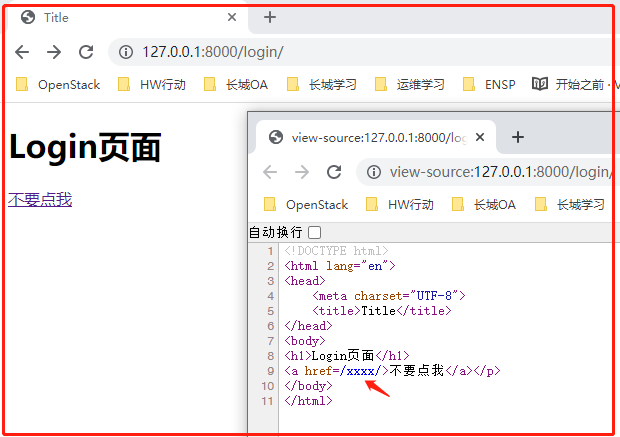 Title
127.0.0.1:8000/login/
OpenStack HW行动 长城OA 长城学习 运维学习 ENSP 开始之前 · V
Login页面
不要点我
view-source:127.0.0.1:8000/log
view-source:127.0.0.1:8000/login/
OpenStack HW行动 长城OA 长城学习
自动换行
1 <!DOCTYPE html>
2 <html lang="en">
3 <head>
4 <meta charset="UTF-8">
5 <title>Title</title>
6 </head>
7 <body>
8 <h1>Login页面</h1>
9 <a href=/xxxx/>不要点我</a></p>
10 </body>
11 </html>